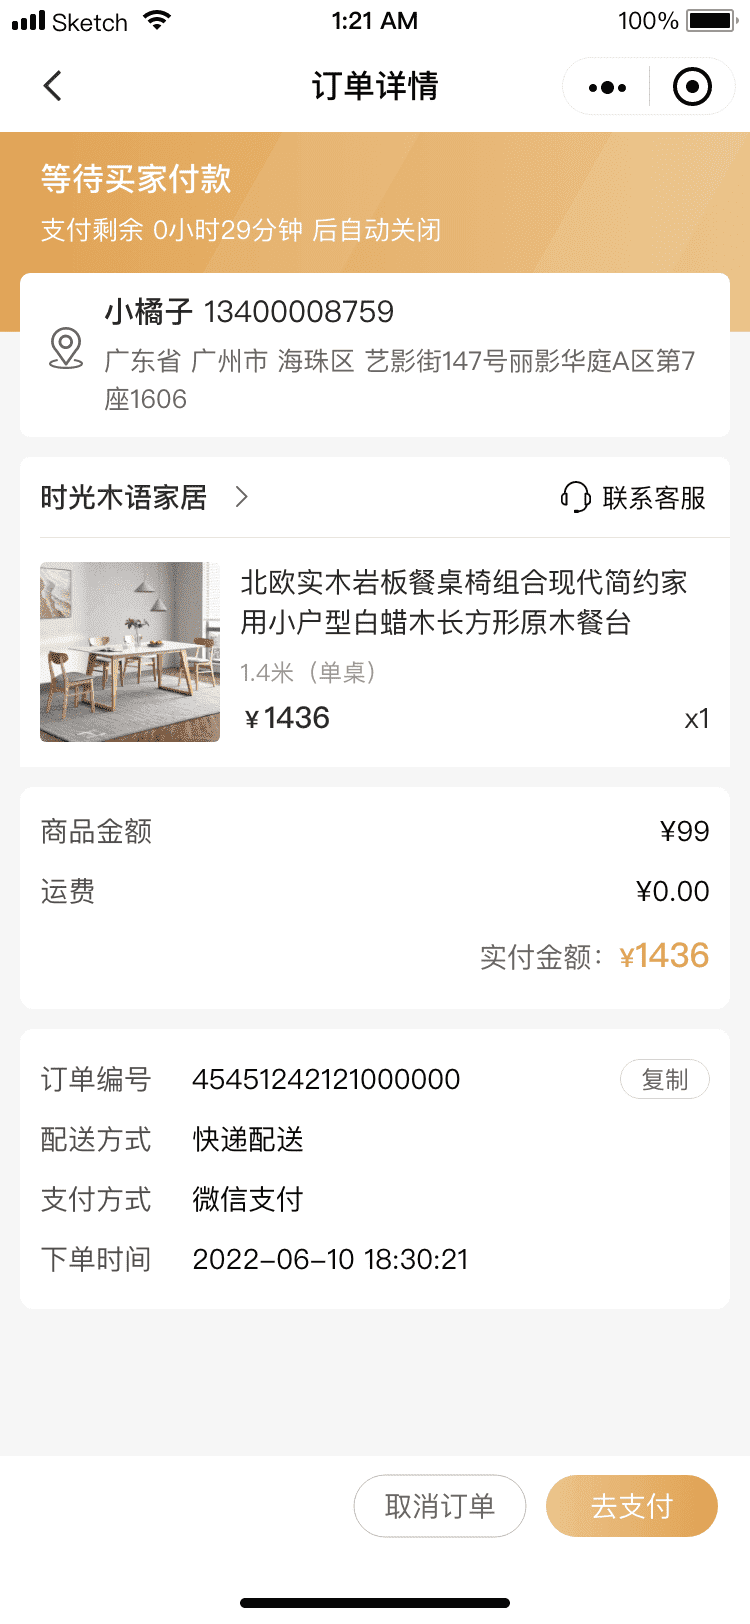 Sketch 1:21 AM 100%
订单详情
等待买家付款
支付剩余 0小时29分钟 后自动关闭
小橘子 13400008759
广东省 广州市 海珠区 艺影街147号丽影华庭A区第7
座1606
时光木语家居 联系客服
北欧实木岩板餐桌椅组合现代简约家
用小户型白蜡木长方形原木餐台
1.4米（单桌）
¥1436 x1
商品金额 ¥99
运费 ¥0.00
实付金额： ¥1436
订单编号 45451242121000000 复制
配送方式 快递配送
支付方式 微信支付
下单时间 2022-06-10 18:30:21
取消订单 去支付